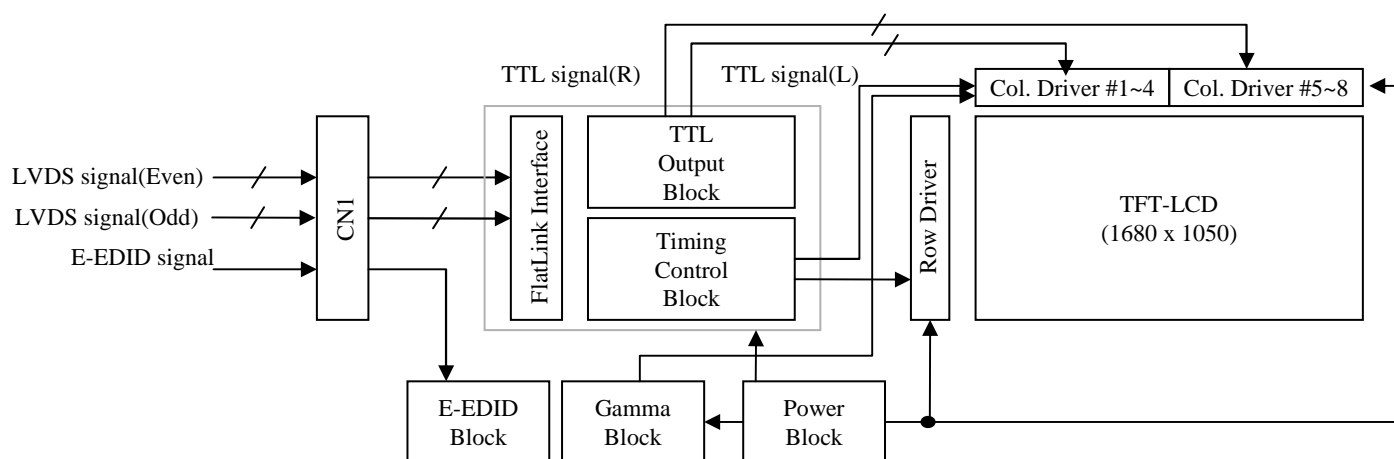 TTL signal(R)
TTL signal(L)
Col. Driver #1~4
Col. Driver #5~8
LVDS signal(Even)
LVDS signal(Odd)
E-EDID signal
CN1
FlatLink Interface
TTL
Output
Block
Timing
Control
Block
Row Driver
TFT-LCD
(1680 x 1050)
E-EDID
Block
Gamma
Block
Power
Block